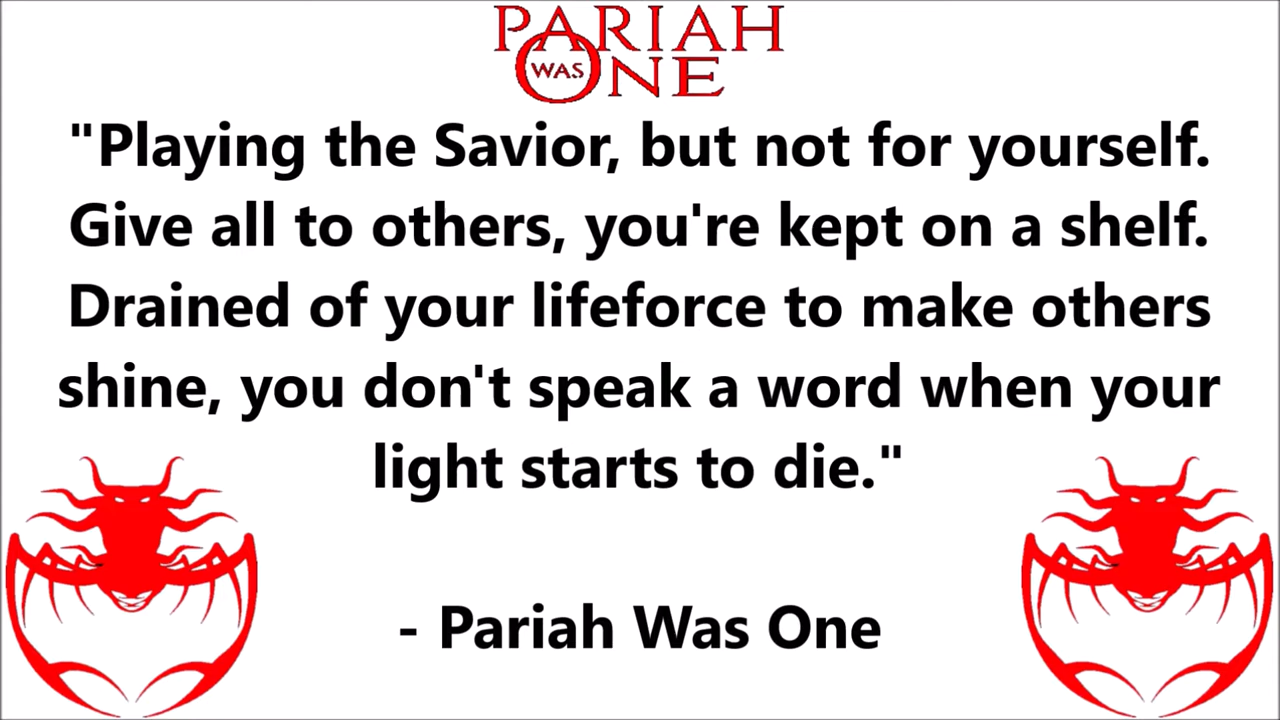 PARIAH
WAS ONE
"Playing the Savior, but not for yourself.
Give all to others, you're kept on a shelf.
Drained of your lifeforce to make others
shine, you don't speak a word when your
light starts to die."
- Pariah Was One